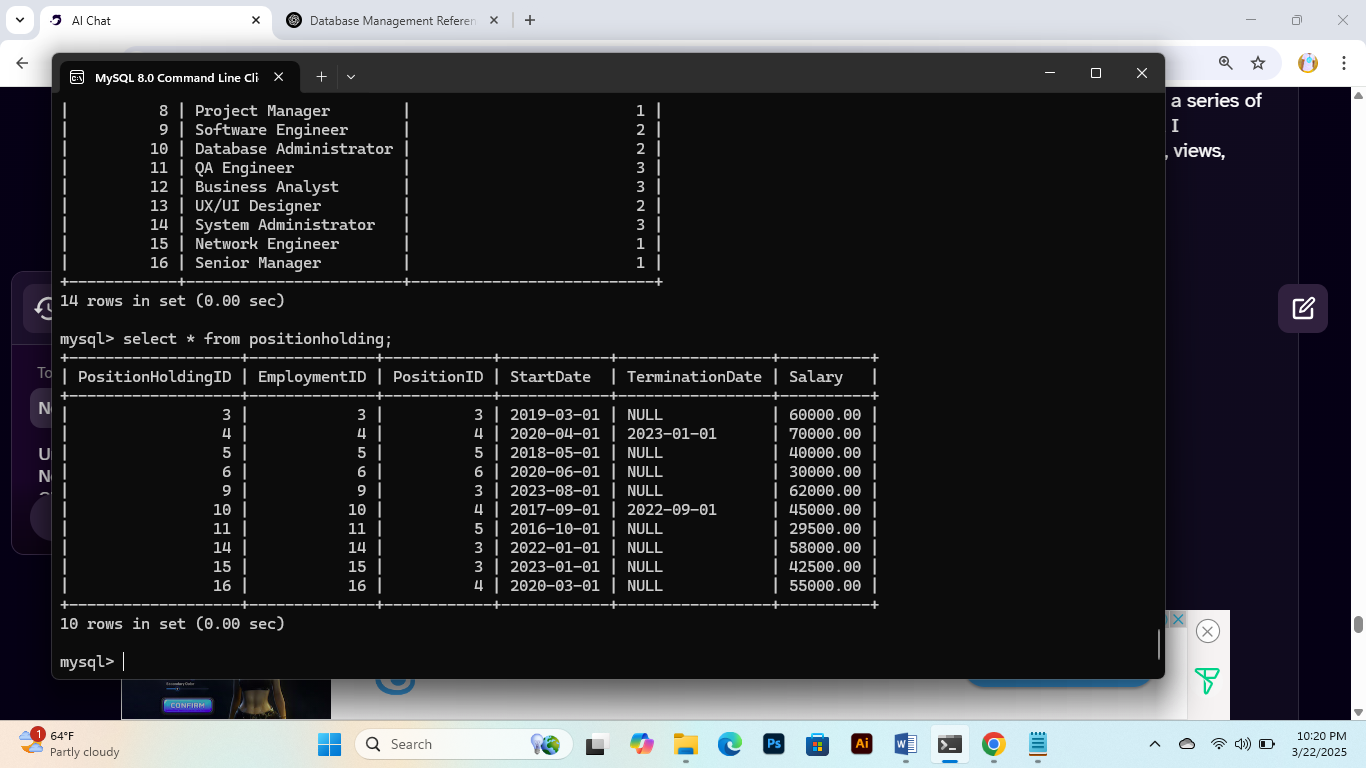 AI Chat
Database Management Referen
MySQL 8.0 Command Line Cli
a series of
I
, views,
| 8 | Project Manager | 1 |
| 9 | Software Engineer | 2 |
| 10 | Database Administrator | 2 |
| 11 | QA Engineer | 3 |
| 12 | Business Analyst | 3 |
| 13 | UX/UI Designer | 2 |
| 14 | System Administrator | 3 |
| 15 | Network Engineer | 1 |
| 16 | Senior Manager | 1 |
+------------+------------------------+---------------------------+
14 rows in set (0.00 sec)
mysql> select * from positionholding;
+-------------------+--------------+------------+------------+-----------------+----------+
| PositionHoldingID | EmploymentID | PositionID | StartDate | TerminationDate | Salary |
+-------------------+--------------+------------+------------+-----------------+----------+
| 3 | 3 | 3 | 2019-03-01 | NULL | 60000.00 |
| 4 | 4 | 4 | 2020-04-01 | 2023-01-01 | 70000.00 |
| 5 | 5 | 5 | 2018-05-01 | NULL | 40000.00 |
| 6 | 6 | 6 | 2020-06-01 | NULL | 30000.00 |
| 9 | 9 | 3 | 2023-08-01 | NULL | 62000.00 |
| 10 | 10 | 4 | 2017-09-01 | 2022-09-01 | 45000.00 |
| 11 | 11 | 5 | 2016-10-01 | NULL | 29500.00 |
| 14 | 14 | 3 | 2022-01-01 | NULL | 58000.00 |
| 15 | 15 | 3 | 2023-01-01 | NULL | 42500.00 |
| 16 | 16 | 4 | 2020-03-01 | NULL | 55000.00 |
+-------------------+--------------+------------+------------+-----------------+----------+
10 rows in set (0.00 sec)
mysql>
To
N
U
N
CONFIRM
1
64°F
Partly cloudy
Search
Ps
Ai
W
10:20 PM
3/22/2025